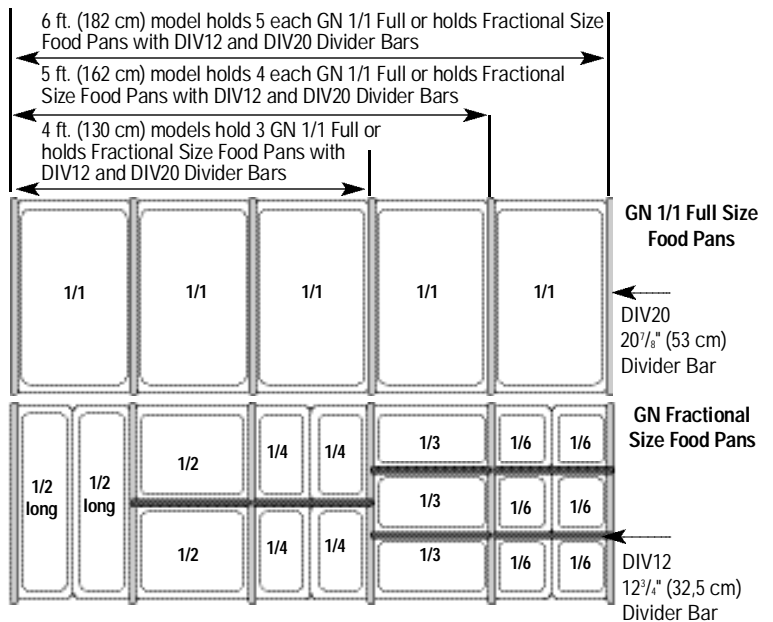 6 ft. (182 cm) model holds 5 each GN 1/1 Full or holds Fractional Size
Food Pans with DIV12 and DIV20 Divider Bars
5 ft. (162 cm) model holds 4 each GN 1/1 Full or holds Fractional
Size Food Pans with DIV12 and DIV20 Divider Bars
4 ft. (130 cm) models hold 3 GN 1/1 Full or
holds Fractional Size Food Pans with
DIV12 and DIV20 Divider Bars
GN 1/1 Full Size
Food Pans
1/1 1/1 1/1 1/1 1/1
DIV20
20⁷/₈" (53 cm)
Divider Bar
GN Fractional
Size Food Pans
1/2
long
1/2
long
1/2 1/4 1/4
1/2 1/4 1/4
1/3 1/6 1/6
1/3 1/6 1/6
1/3 1/6 1/6
DIV12
12³/₄" (32,5 cm)
Divider Bar